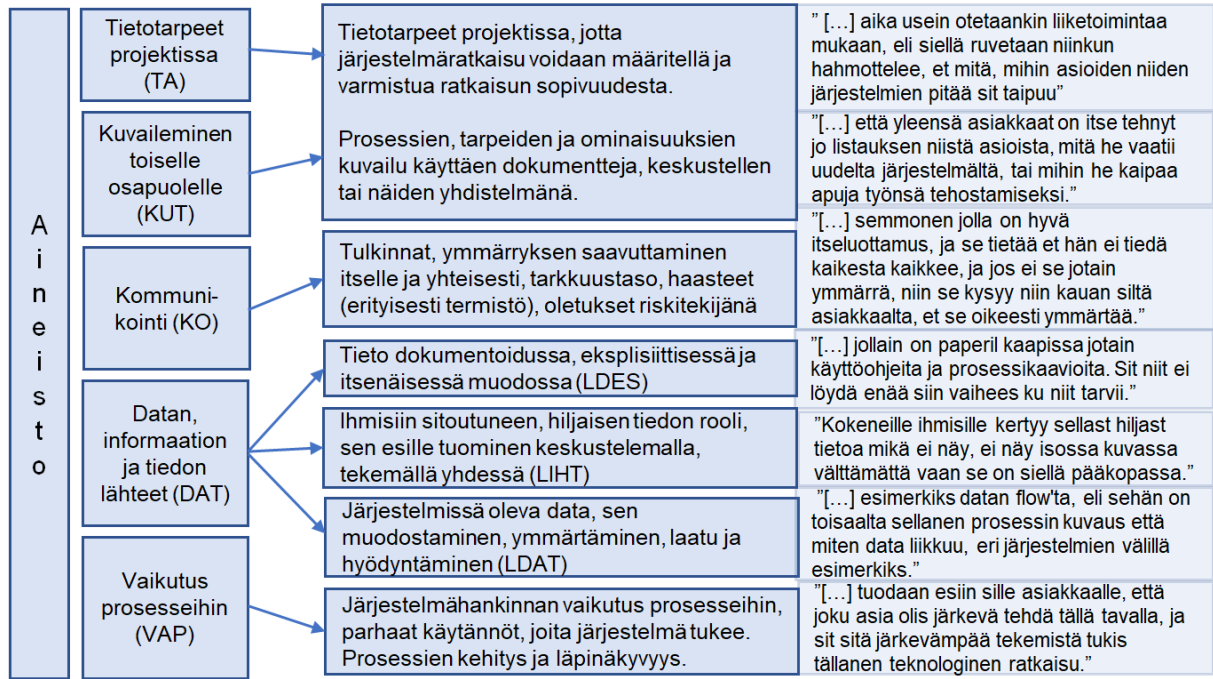 Aineisto
Tietotarpeet
projektissa
(TA)
Kuvaileminen
toiselle
osapuolelle
(KUT)
Kommuni-
kointi (KO)
Datan,
informaation
ja tiedon
lähteet (DAT)
Vaikutus
prosesseihin
(VAP)
Tietotarpeet projektissa, jotta
järjestelmäratkaisu voidaan määritellä ja
varmistua ratkaisun sopivuudesta.
Prosessien, tarpeiden ja ominaisuuksien
kuvailu käyttäen dokumentteja, keskustellen
tai näiden yhdistelmänä.
Tulkinnat, ymmärryksen saavuttaminen
itselle ja yhteisesti, tarkkuustaso, haasteet
(erityisesti termistö), oletukset riskitekijänä
Tieto dokumentoidussa, eksplisiittisessä ja
itsenäisessä muodossa (LDES)
Ihmisiin sitoutuneen, hiljaisen tiedon rooli,
sen esille tuominen keskustelemalla,
tekemällä yhdessä (LIHT)
Järjestelmissä oleva data, sen
muodostaminen, ymmärtäminen, laatu ja
hyödyntäminen (LDAT)
Järjestelmähankinnan vaikutus prosesseihin,
parhaat käytännöt, joita järjestelmä tukee.
Prosessien kehitys ja läpinäkyvyys.
” […] aika usein otetaankin liiketoimintaa
mukaan, eli siellä ruvetaan niinkun
hahmottelee, et mitä, mihin asioiden niiden
järjestelmien pitää sit taipuu”
”[…] että yleensä asiakkaat on itse tehnyt
jo listauksen niistä asioista, mitä he vaatii
uudelta järjestelmältä, tai mihin he kaipaa
apuja työnsä tehostamiseksi.”
”[…] semmonen jolla on hyvä
itseluottamus, ja se tietää et hän ei tiedä
kaikesta kaikkee, ja jos ei se jotain
ymmärrä, niin se kysyy niin kauan siltä
asiakkaalta, et se oikeesti ymmärtää.”
”[…] jollain on paperil kaapissa jotain
käyttöohjeita ja prosessikaavioita. Sit niit ei
löydä enää siin vaihees ku niit tarvii.”
”Kokeneille ihmisille kertyy sellast hiljast
tietoa mikä ei näy, ei näy isossa kuvassa
välttämättä vaan se on siellä pääkopassa.”
”[…] esimerkiks datan flow'ta, eli sehän on
toisaalta sellanen prosessin kuvaus että
miten data liikkuu, eri järjestelmien välillä
esimerkiks.”
”[…] tuodaan esiin sille asiakkaalle, että
joku asia olis järkevä tehdä tällä tavalla, ja
sit sitä järkevämpää tekemistä tukis
tällanen teknologinen ratkaisu.”